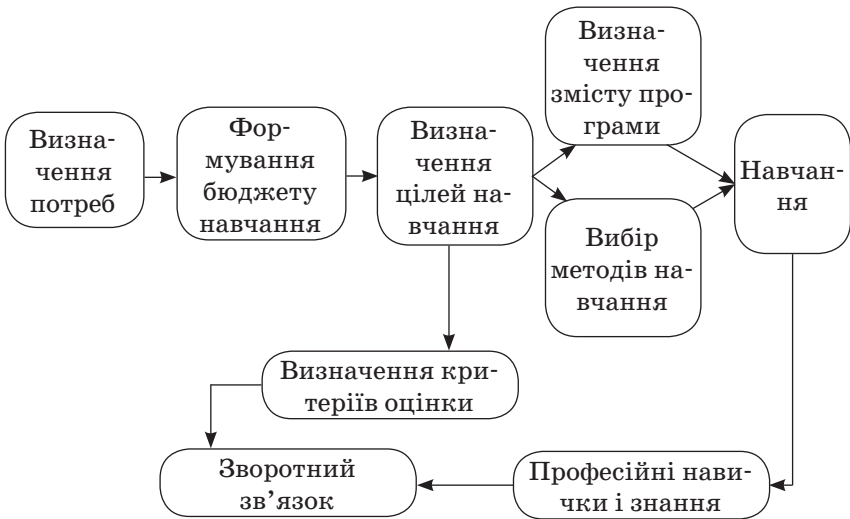 Визна-
чення
потреб
Фор-
мування
бюджету
навчання
Визна-
чення
цілей на-
вчання
Визна-
чення
змісту про-
грами
Вибір
методів на-
вчання
Навчан-
ня
Визначення кри-
теріїв оцінки
Зворотний
зв’язок
Професійні нави-
чки і знання